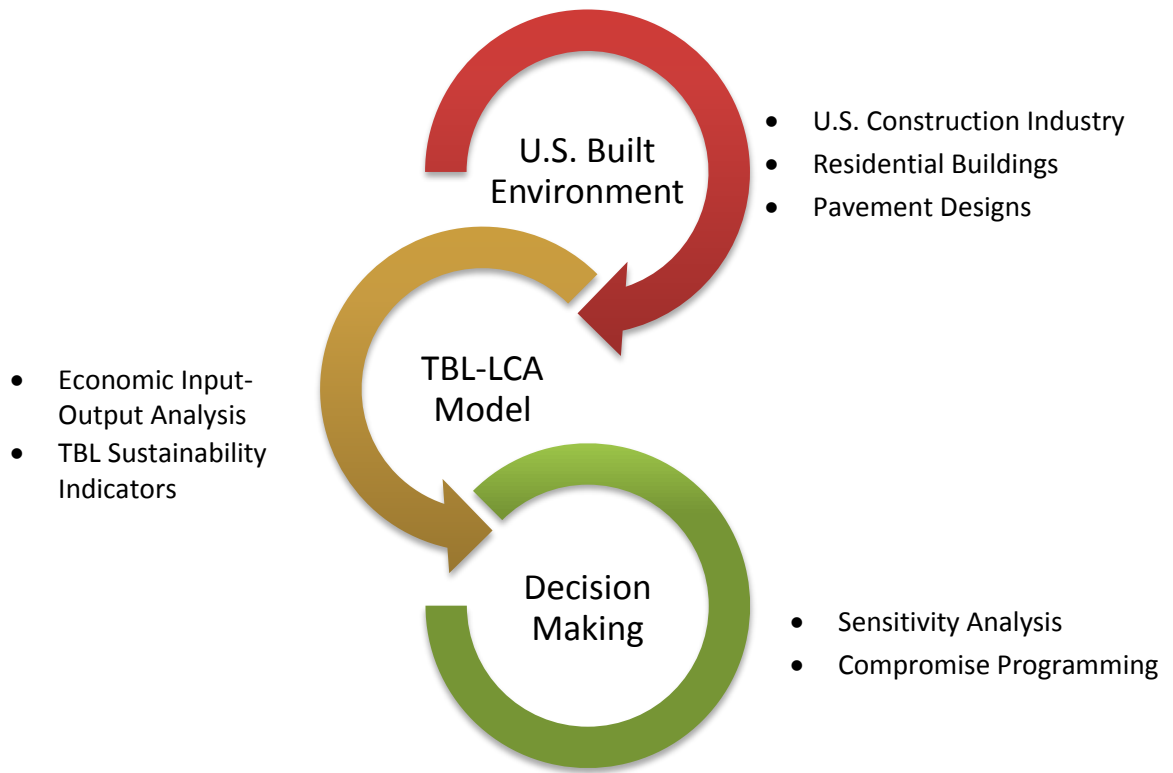 U.S. Built
Environment
• U.S. Construction Industry
• Residential Buildings
• Pavement Designs
TBL-LCA
Model
• Economic Input-
Output Analysis
• TBL Sustainability
Indicators
Decision
Making
• Sensitivity Analysis
• Compromise Programming